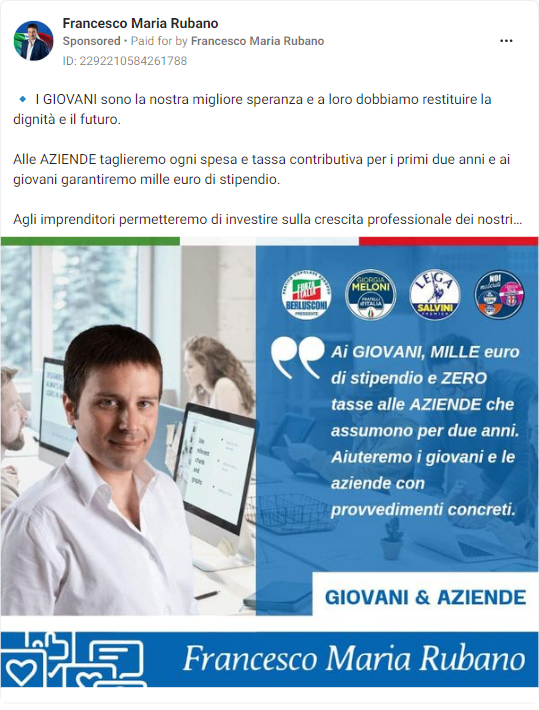 Francesco Maria Rubano
Sponsored • Paid for by Francesco Maria Rubano
ID: 2292210584261788
🔹 I GIOVANI sono la nostra migliore speranza e a loro dobbiamo restituire la
dignità e il futuro.
Alle AZIENDE taglieremo ogni spesa e tassa contributiva per i primi due anni e ai
giovani garantiremo mille euro di stipendio.
Agli imprenditori permetteremo di investire sulla crescita professionale dei nostri...
FORZA
ITALIA
BERLUSCONI
PRESIDENTE
GIORGIA
MELONI
FRATELLI
d'ITALIA
LEGA
SALVINI
PREMIER
NOI
moderati
Ai GIOVANI, MILLE euro
di stipendio e ZERO
tasse alle AZIENDE che
assumono per due anni.
Aiuteremo i giovani e le
aziende con
provvedimenti concreti.
GIOVANI & AZIENDE
Francesco Maria Rubano